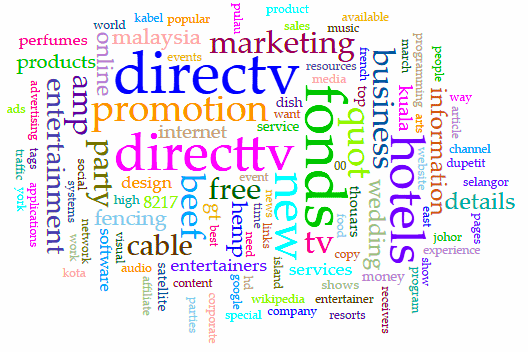 world kabel popular pulau product sales music available
perfumes online malaysia marketing
events resources french top march programming people
products directv media business arts
ads advertising entertainment amp promotion dish want fonds quot kuala information way article
internet service
traffic tags party directtv 00 hotels website channel
york applications social design free event new thouars wedding dupetit
systems high 8217 beef gt news links selangor
fencing best hemp time tv food east details
work network software visual cable need island copy johor pages
kota audio satellite entertainers hd services money experience show
affiliate content google shows receivers program
parties corporate wikipedia entertainer
special company resorts